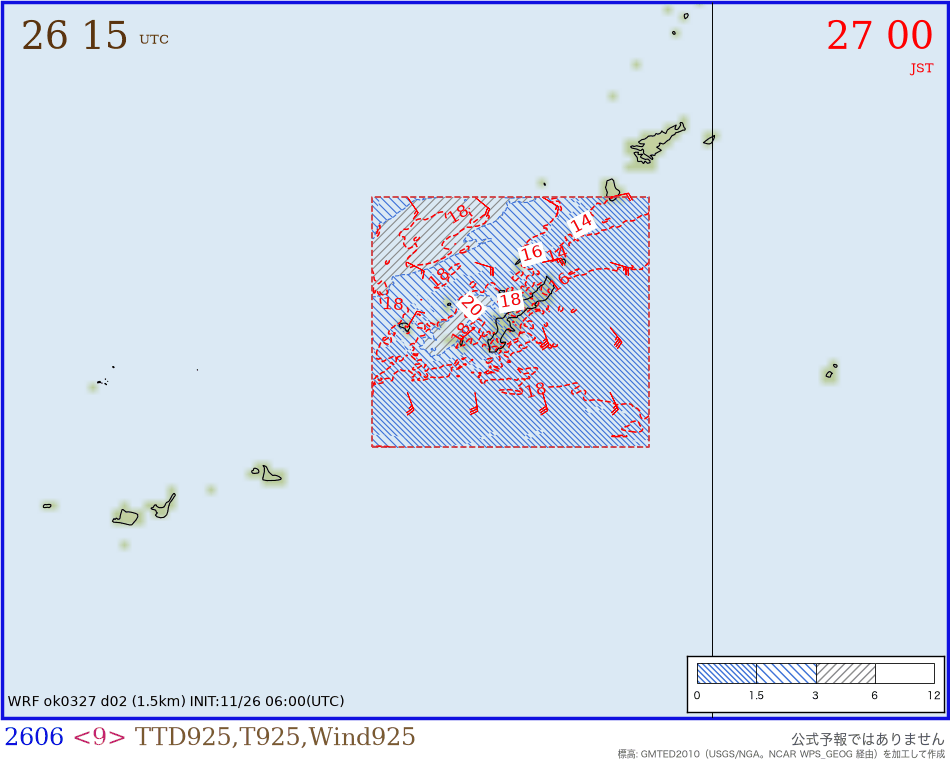 26 15 UTC
27 00
JST
18
14
16
14
18
16
18
20
18
18
18
WRF ok0327 d02 (1.5km) INIT:11/26 06:00(UTC)
0 1.5 3 6 12
2606 <9> TTD925,T925,Wind925
公式予報ではありません
標高: GMTED2010（USGS/NGA。NCAR WPS_GEOG 経由）を加工して作成